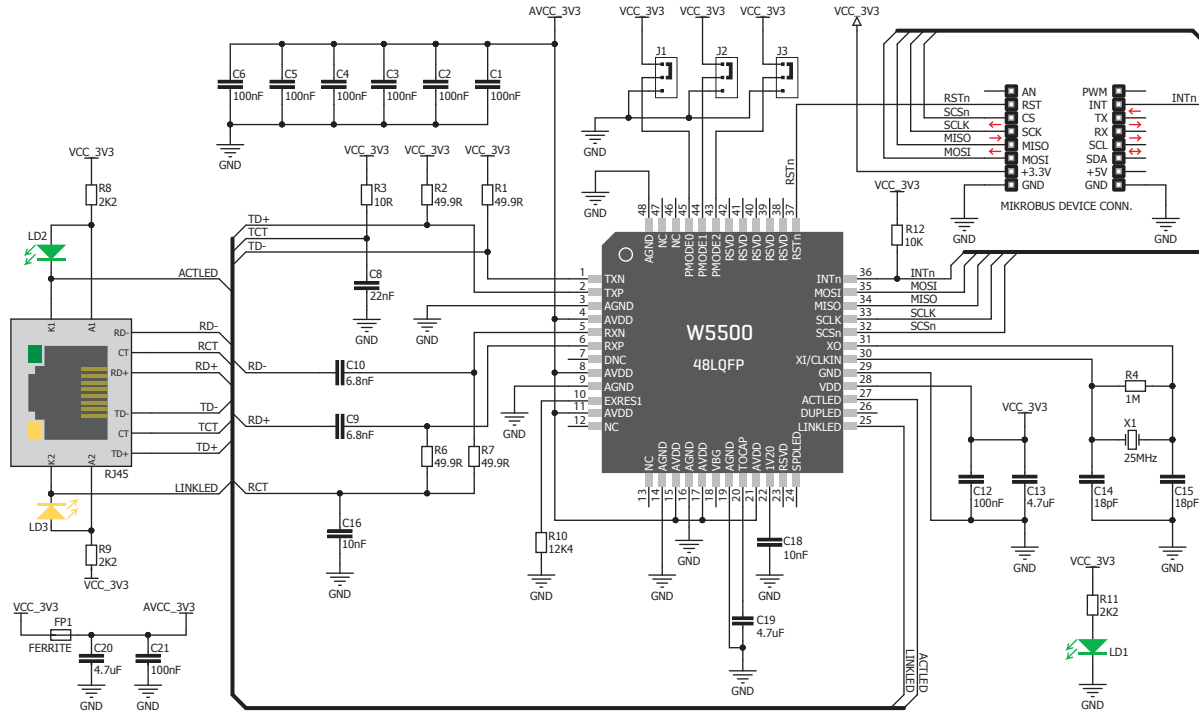 AVCC_3V3
VCC_3V3
VCC_3V3
VCC_3V3
VCC_3V3
J1
J2
J3
C6
100nF
C5
100nF
C4
100nF
C3
100nF
C2
100nF
C1
100nF
GND
GND
RSTn
RSTn
SCSn
SCLK
MISO
MOSI
AN
RST
CS
SCK
MISO
MOSI
+3.3V
GND
PWM
INT
TX
RX
SCL
SDA
+5V
GND
INTn
MIKROBUS DEVICE CONN.
GND
GND
VCC_3V3
R8
2K2
LD2
ACTLED
VCC_3V3
R3
10R
VCC_3V3
R2
49.9R
VCC_3V3
R1
49.9R
TD+
TCT
TD-
C8
22nF
GND
GND
GND
VCC_3V3
R12
10K
48
47
46
45
44
43
42
41
40
39
38
37
AGND
NC
NC
PMODE0
PMODE1
PMODE2
RSVD
RSVD
RSVD
RSVD
RSVD
RSTn
W5500
48LQFP
1 TXN
2 TXP
3 AGND
4 AVDD
5 RXN
6 RXP
7 DNC
8 AVDD
9 AGND
10 EXRES1
11 AVDD
12 NC
INTn 36 INTn
MOSI 35 MOSI
MISO 34 MISO
SCLK 33 SCLK
SCSn 32 SCSn
XO 31
XI/CLKIN 30
GND 29
VDD 28
ACTLED 27
DUPLED 26
LINKLED 25
NC
AGND
AVDD
AGND
AVDD
VBG
AGND
TOCAP
AVDD
1V20
RSVD
SPDLED
13
14
15
16
17
18
19
20
21
22
23
24
K1
A1
RD-
CT
RD+
TD-
CT
TD+
K2
A2
RJ45
RD-
RCT
RD+
TD-
TCT
TD+
LINKLED
RD-
C10
6.8nF
RD+
C9
6.8nF
R6
49.9R
R7
49.9R
RCT
C16
10nF
GND
GND
R10
12K4
GND
GND
GND
C18
10nF
GND
C19
4.7uF
GND
R4
1M
X1
25MHz
C14
18pF
C15
18pF
GND
VCC_3V3
C12
100nF
C13
4.7uF
GND
VCC_3V3
R11
2K2
LD1
GND
ACTLED
LINKLED
LD3
R9
2K2
VCC_3V3
VCC_3V3
AVCC_3V3
FP1
FERRITE
C20
4.7uF
C21
100nF
GND
GND